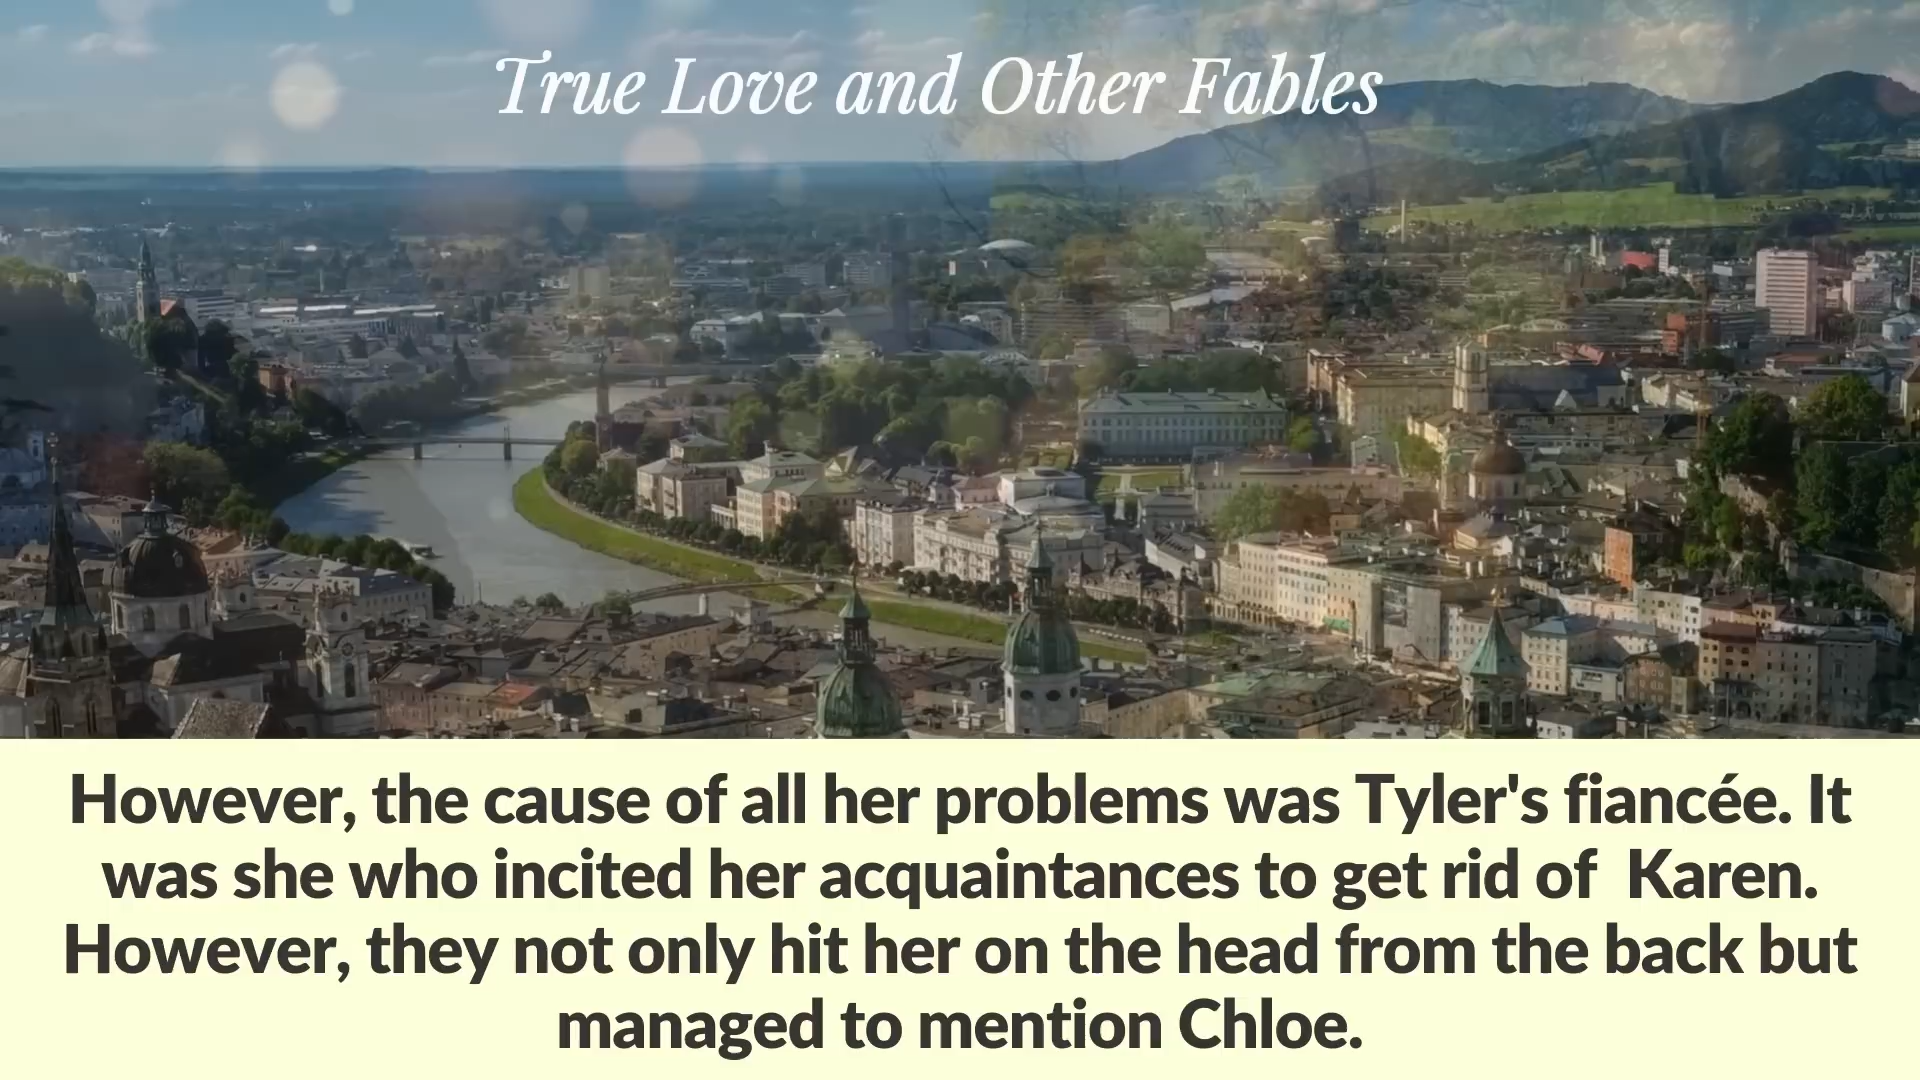 True Love and Other Fables
However, the cause of all her problems was Tyler's fiancée. It
was she who incited her acquaintances to get rid of  Karen.
However, they not only hit her on the head from the back but
managed to mention Chloe.